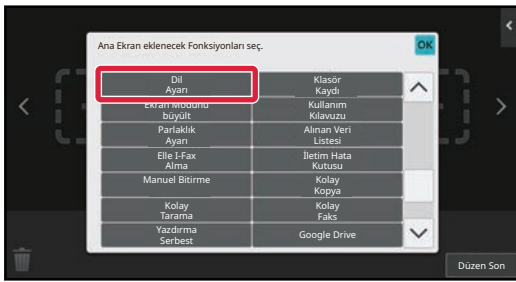 Ana Ekran eklenecek Fonksiyonları seç.
OK
Dil
Ayarı
Klasör
Kaydı
Ekran Modunu
büyült
Kullanım
Kılavuzu
Parlaklık
Ayarı
Alınan Veri
Listesi
Elle I-Fax
Alma
İletim Hata
Kutusu
Manuel Bitirme
Kolay
Kopya
Kolay
Tarama
Kolay
Faks
Yazdırma
Serbest
Google Drive
Düzen Son